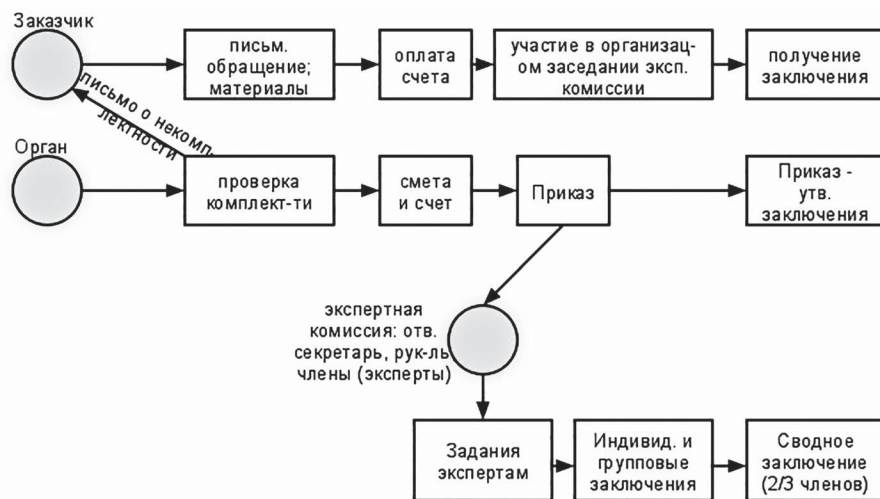 Заказчик
письм.
обращение;
материалы
оплата
счета
участие в организац-
ом заседании эксп.
комиссии
получение
заключения
письмо о некомп-
лектности
Орган
проверка
комплект-ти
смета
и счет
Приказ
Приказ -
утв.
заключения
экспертная
комиссия: отв.
секретарь, рук-ль
члены (эксперты)
Задания
экспертам
Индивид. и
групповые
заключения
Сводное
заключение
(2/3 членов)